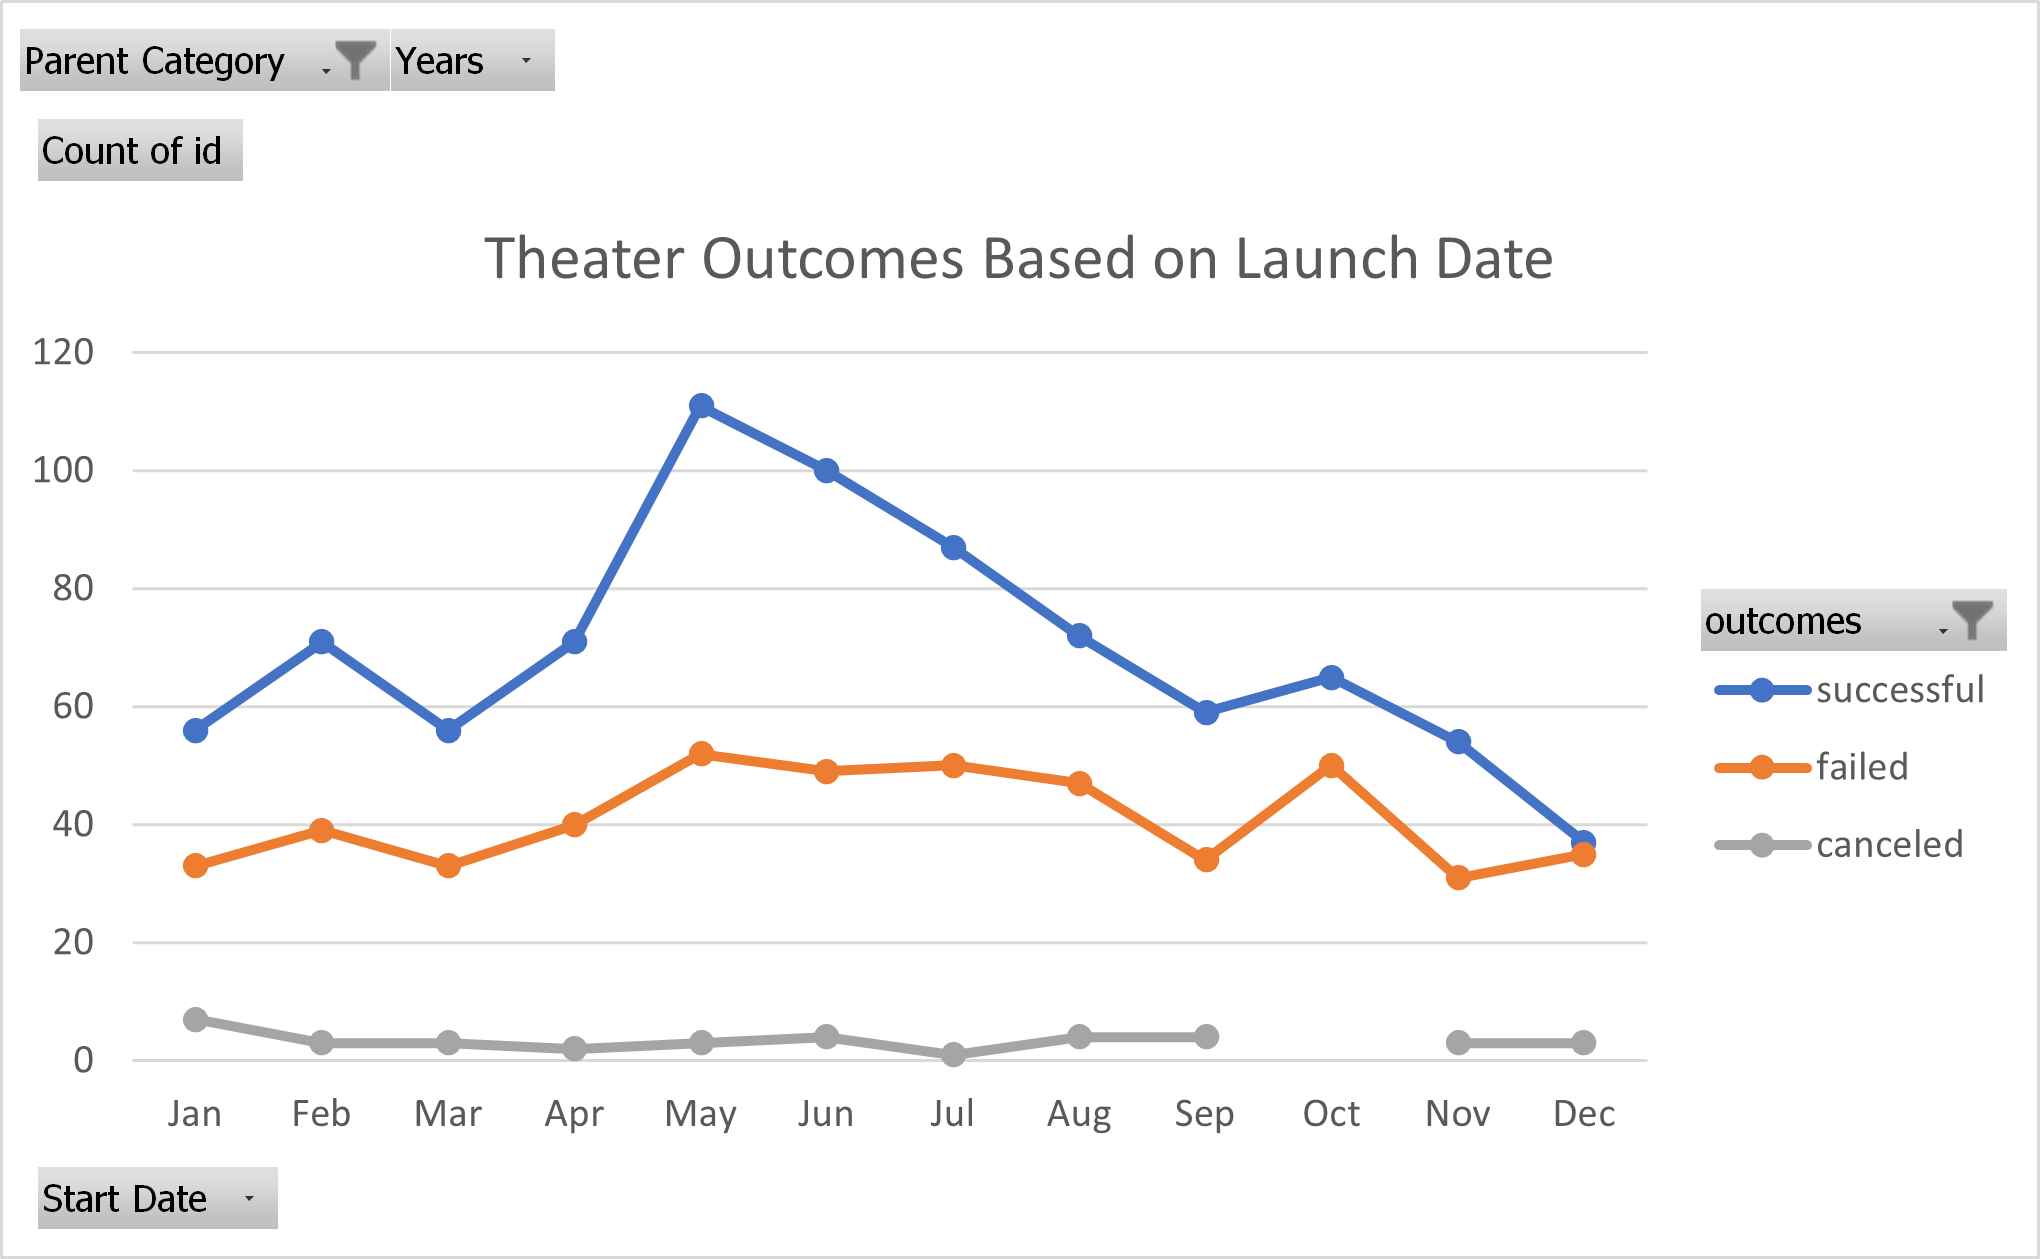 Parent Category Years
Count of id
Theater Outcomes Based on Launch Date
120
100
80
60
40
20
0
Jan Feb Mar Apr May Jun Jul Aug Sep Oct Nov Dec
outcomes
successful
failed
canceled
Start Date